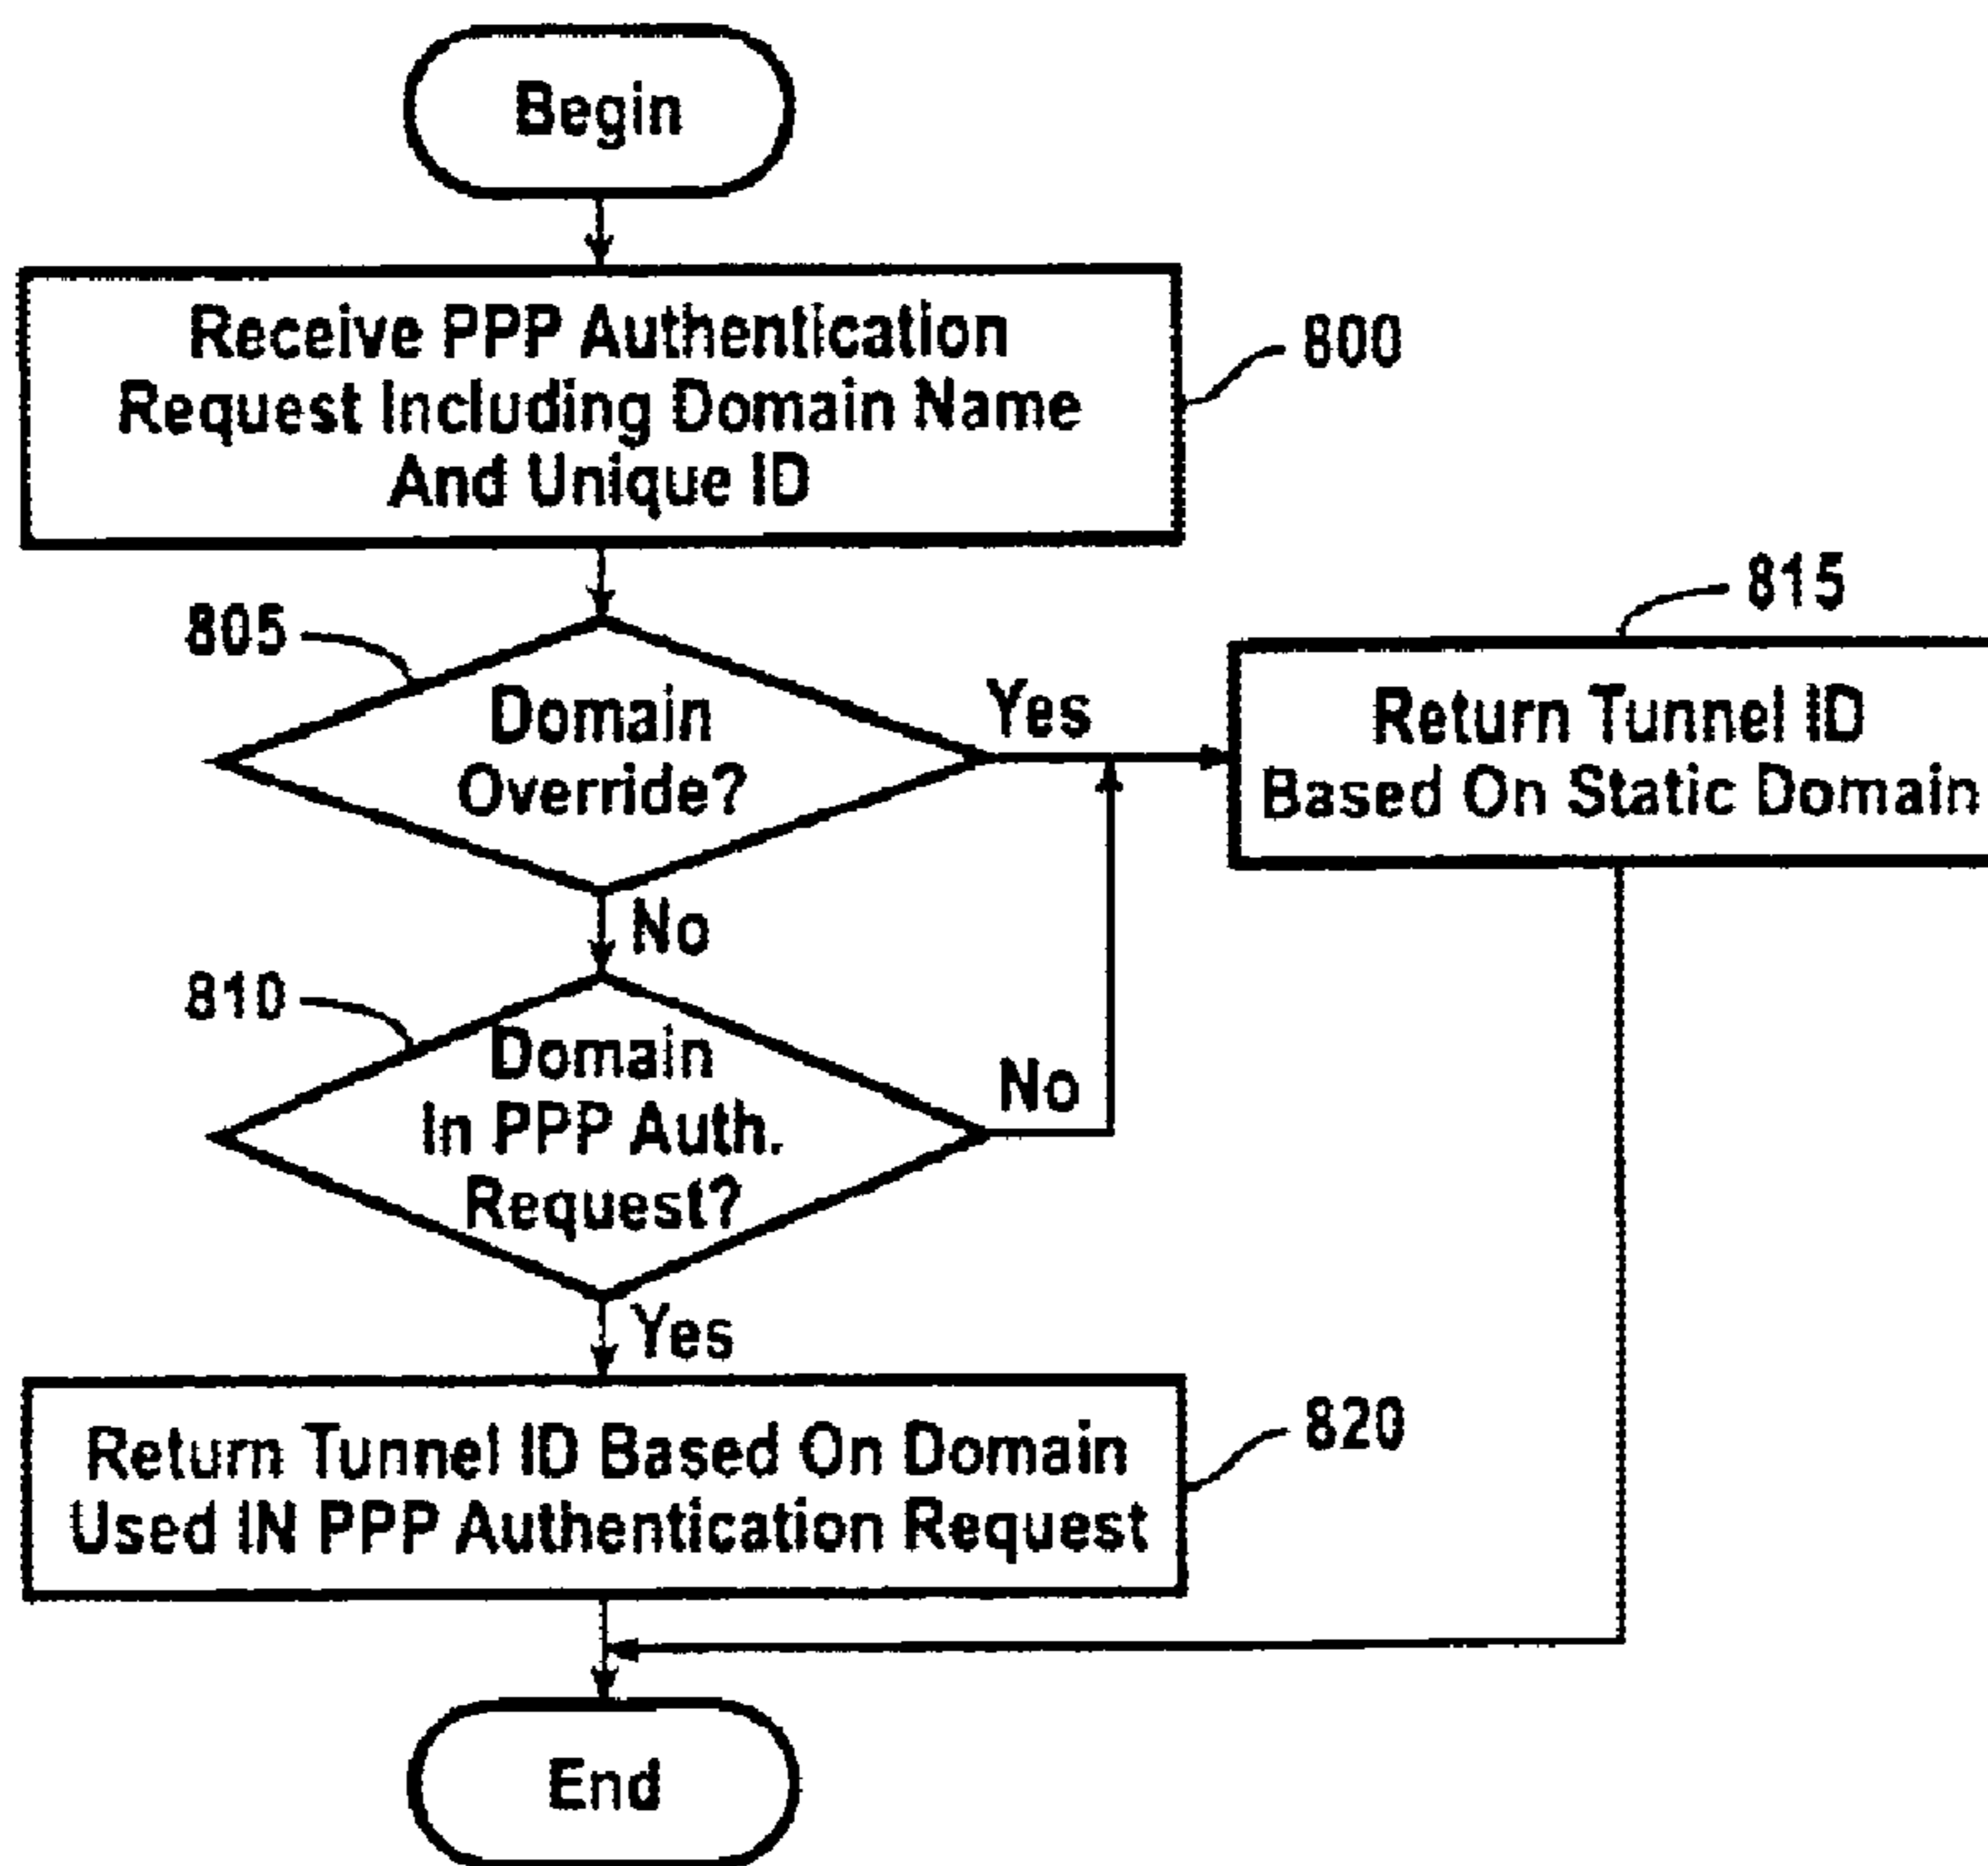 Begin
Receive PPP Authentication
Request Including Domain Name
And Unique ID
800
805
Domain
Override?
Yes
815
Return Tunnel ID
Based On Static Domain
No
810
Domain
In PPP Auth.
Request?
No
Yes
Return Tunnel ID Based On Domain
Used IN PPP Authentication Request
820
End